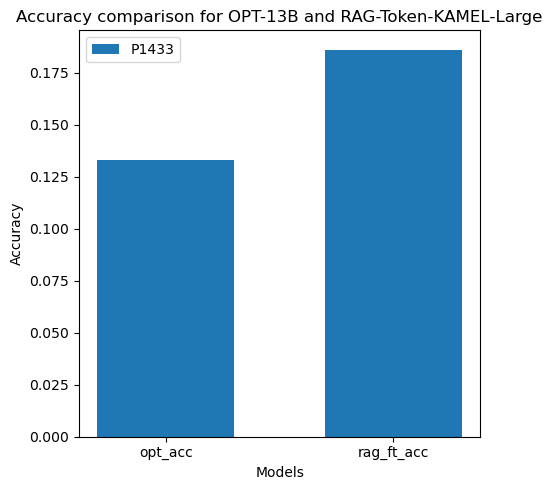 Accuracy comparison for OPT-13B and RAG-Token-KAMEL-Large
P1433
0.175
0.150
0.125
0.100
0.075
0.050
0.025
0.000
Accuracy
opt_acc
rag_ft_acc
Models